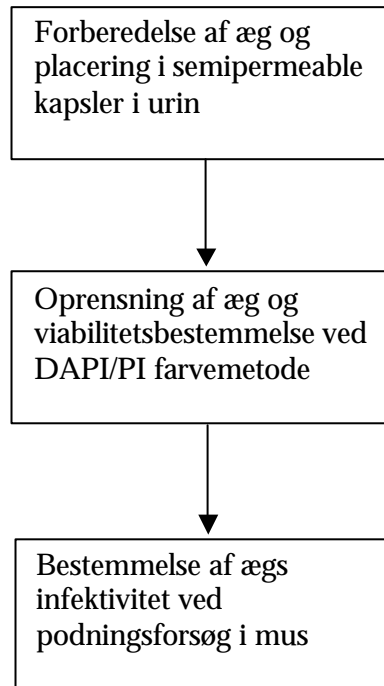 Forberedelse af æg og
placering i semipermeable
kapsler i urin
Oprensning af æg og
viabilitetsbestemmelse ved
DAPI/PI farvemetode
Bestemmelse af ægs
infektivitet ved
podningsforsøg i mus